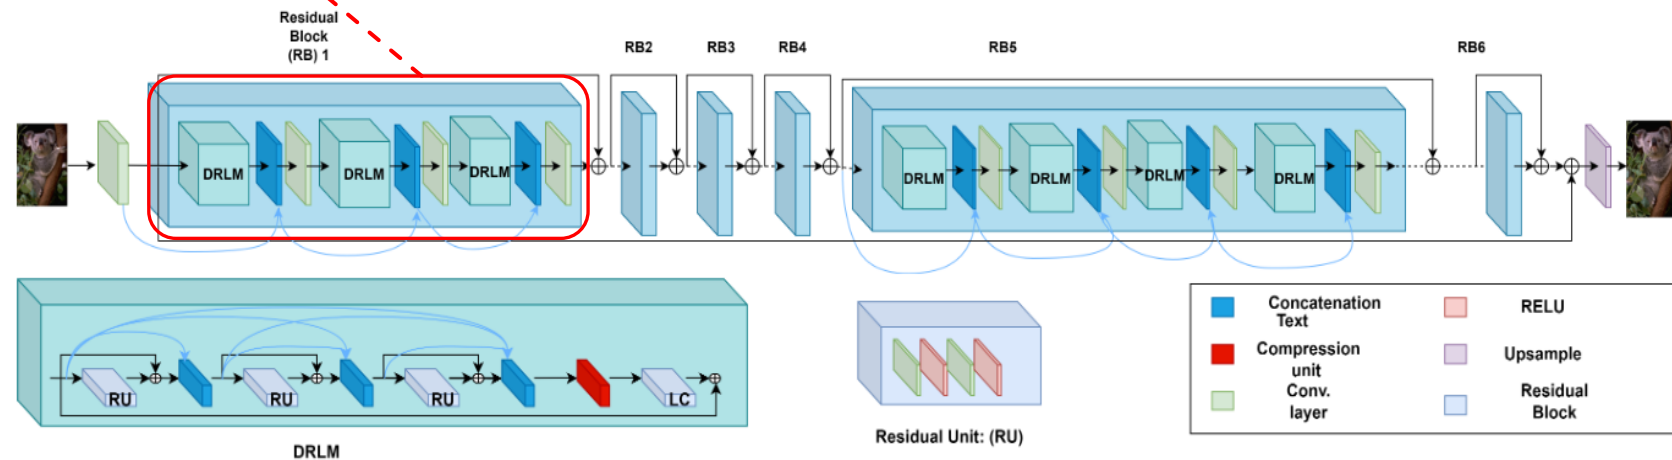 Residual
Block
(RB) 1
RB2
RB3
RB4
RB5
RB6
DRLM
DRLM
DRLM
DRLM
DRLM
DRLM
DRLM
RU
RU
RU
LC
DRLM
Residual Unit: (RU)
Concatenation
Text
RELU
Compression
unit
Upsample
Conv.
layer
Residual
Block